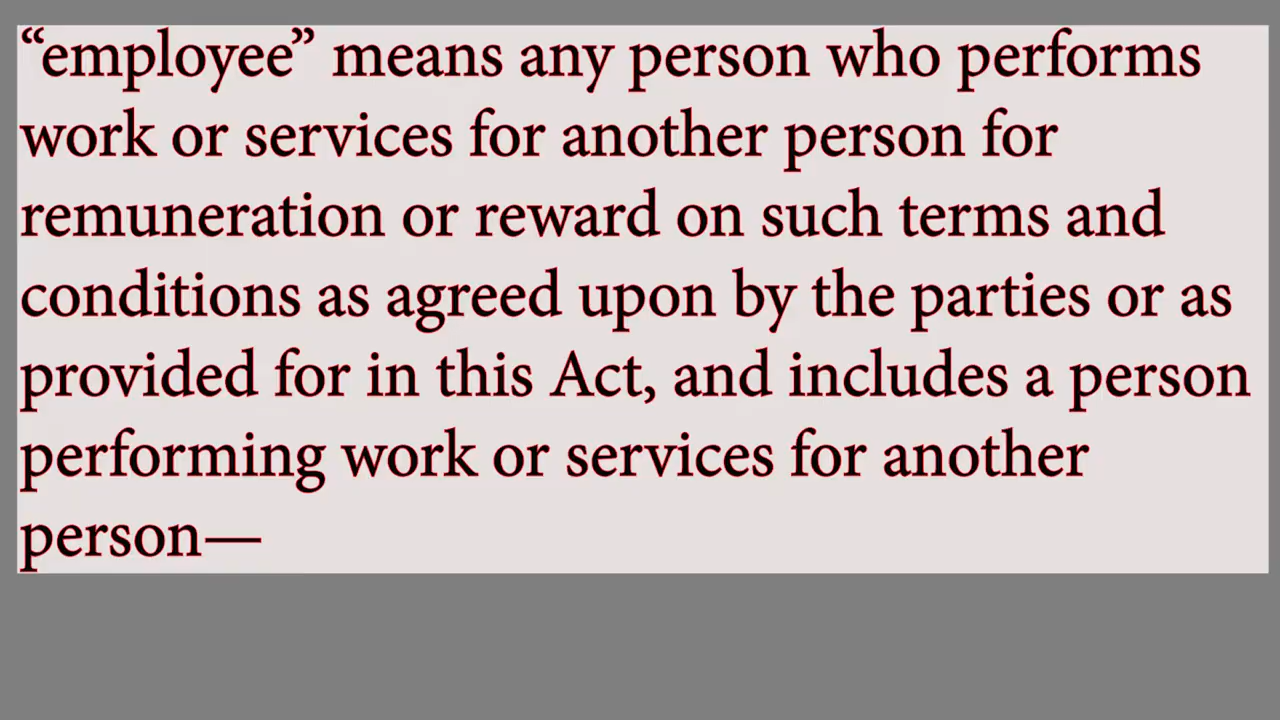 “employee” means any person who performs
work or services for another person for
remuneration or reward on such terms and
conditions as agreed upon by the parties or as
provided for in this Act, and includes a person
performing work or services for another
person—